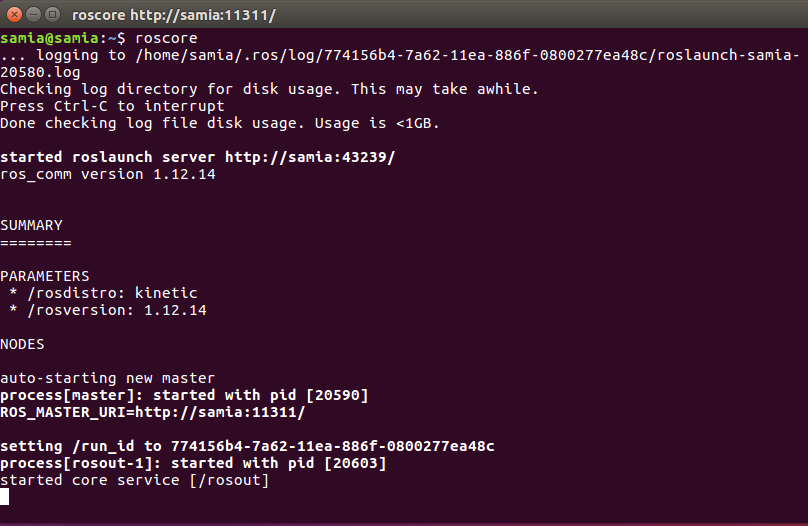 roscore http://samia:11311/
samia@samia:~$ roscore
... logging to /home/samia/.ros/log/774156b4-7a62-11ea-886f-0800277ea48c/roslaunch-samia-
20580.log
Checking log directory for disk usage. This may take awhile.
Press Ctrl-C to interrupt
Done checking log file disk usage. Usage is <1GB.
started roslaunch server http://samia:43239/
ros_comm version 1.12.14
SUMMARY
========
PARAMETERS
* /rosdistro: kinetic
* /rosversion: 1.12.14
NODES
auto-starting new master
process[master]: started with pid [20590]
ROS_MASTER_URI=http://samia:11311/
setting /run_id to 774156b4-7a62-11ea-886f-0800277ea48c
process[rosout-1]: started with pid [20603]
started core service [/rosout]